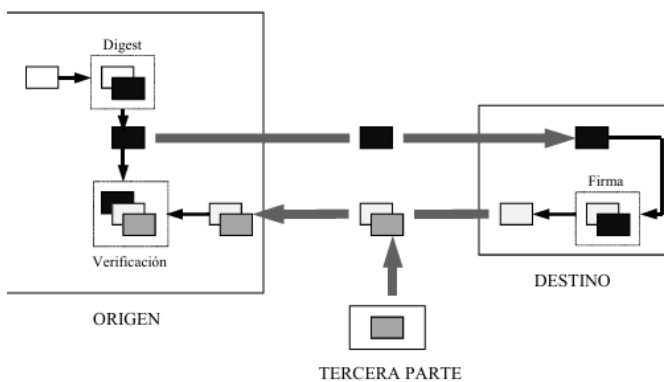 Digest
Firma
Verificación
DESTINO
ORIGEN
TERCERA PARTE